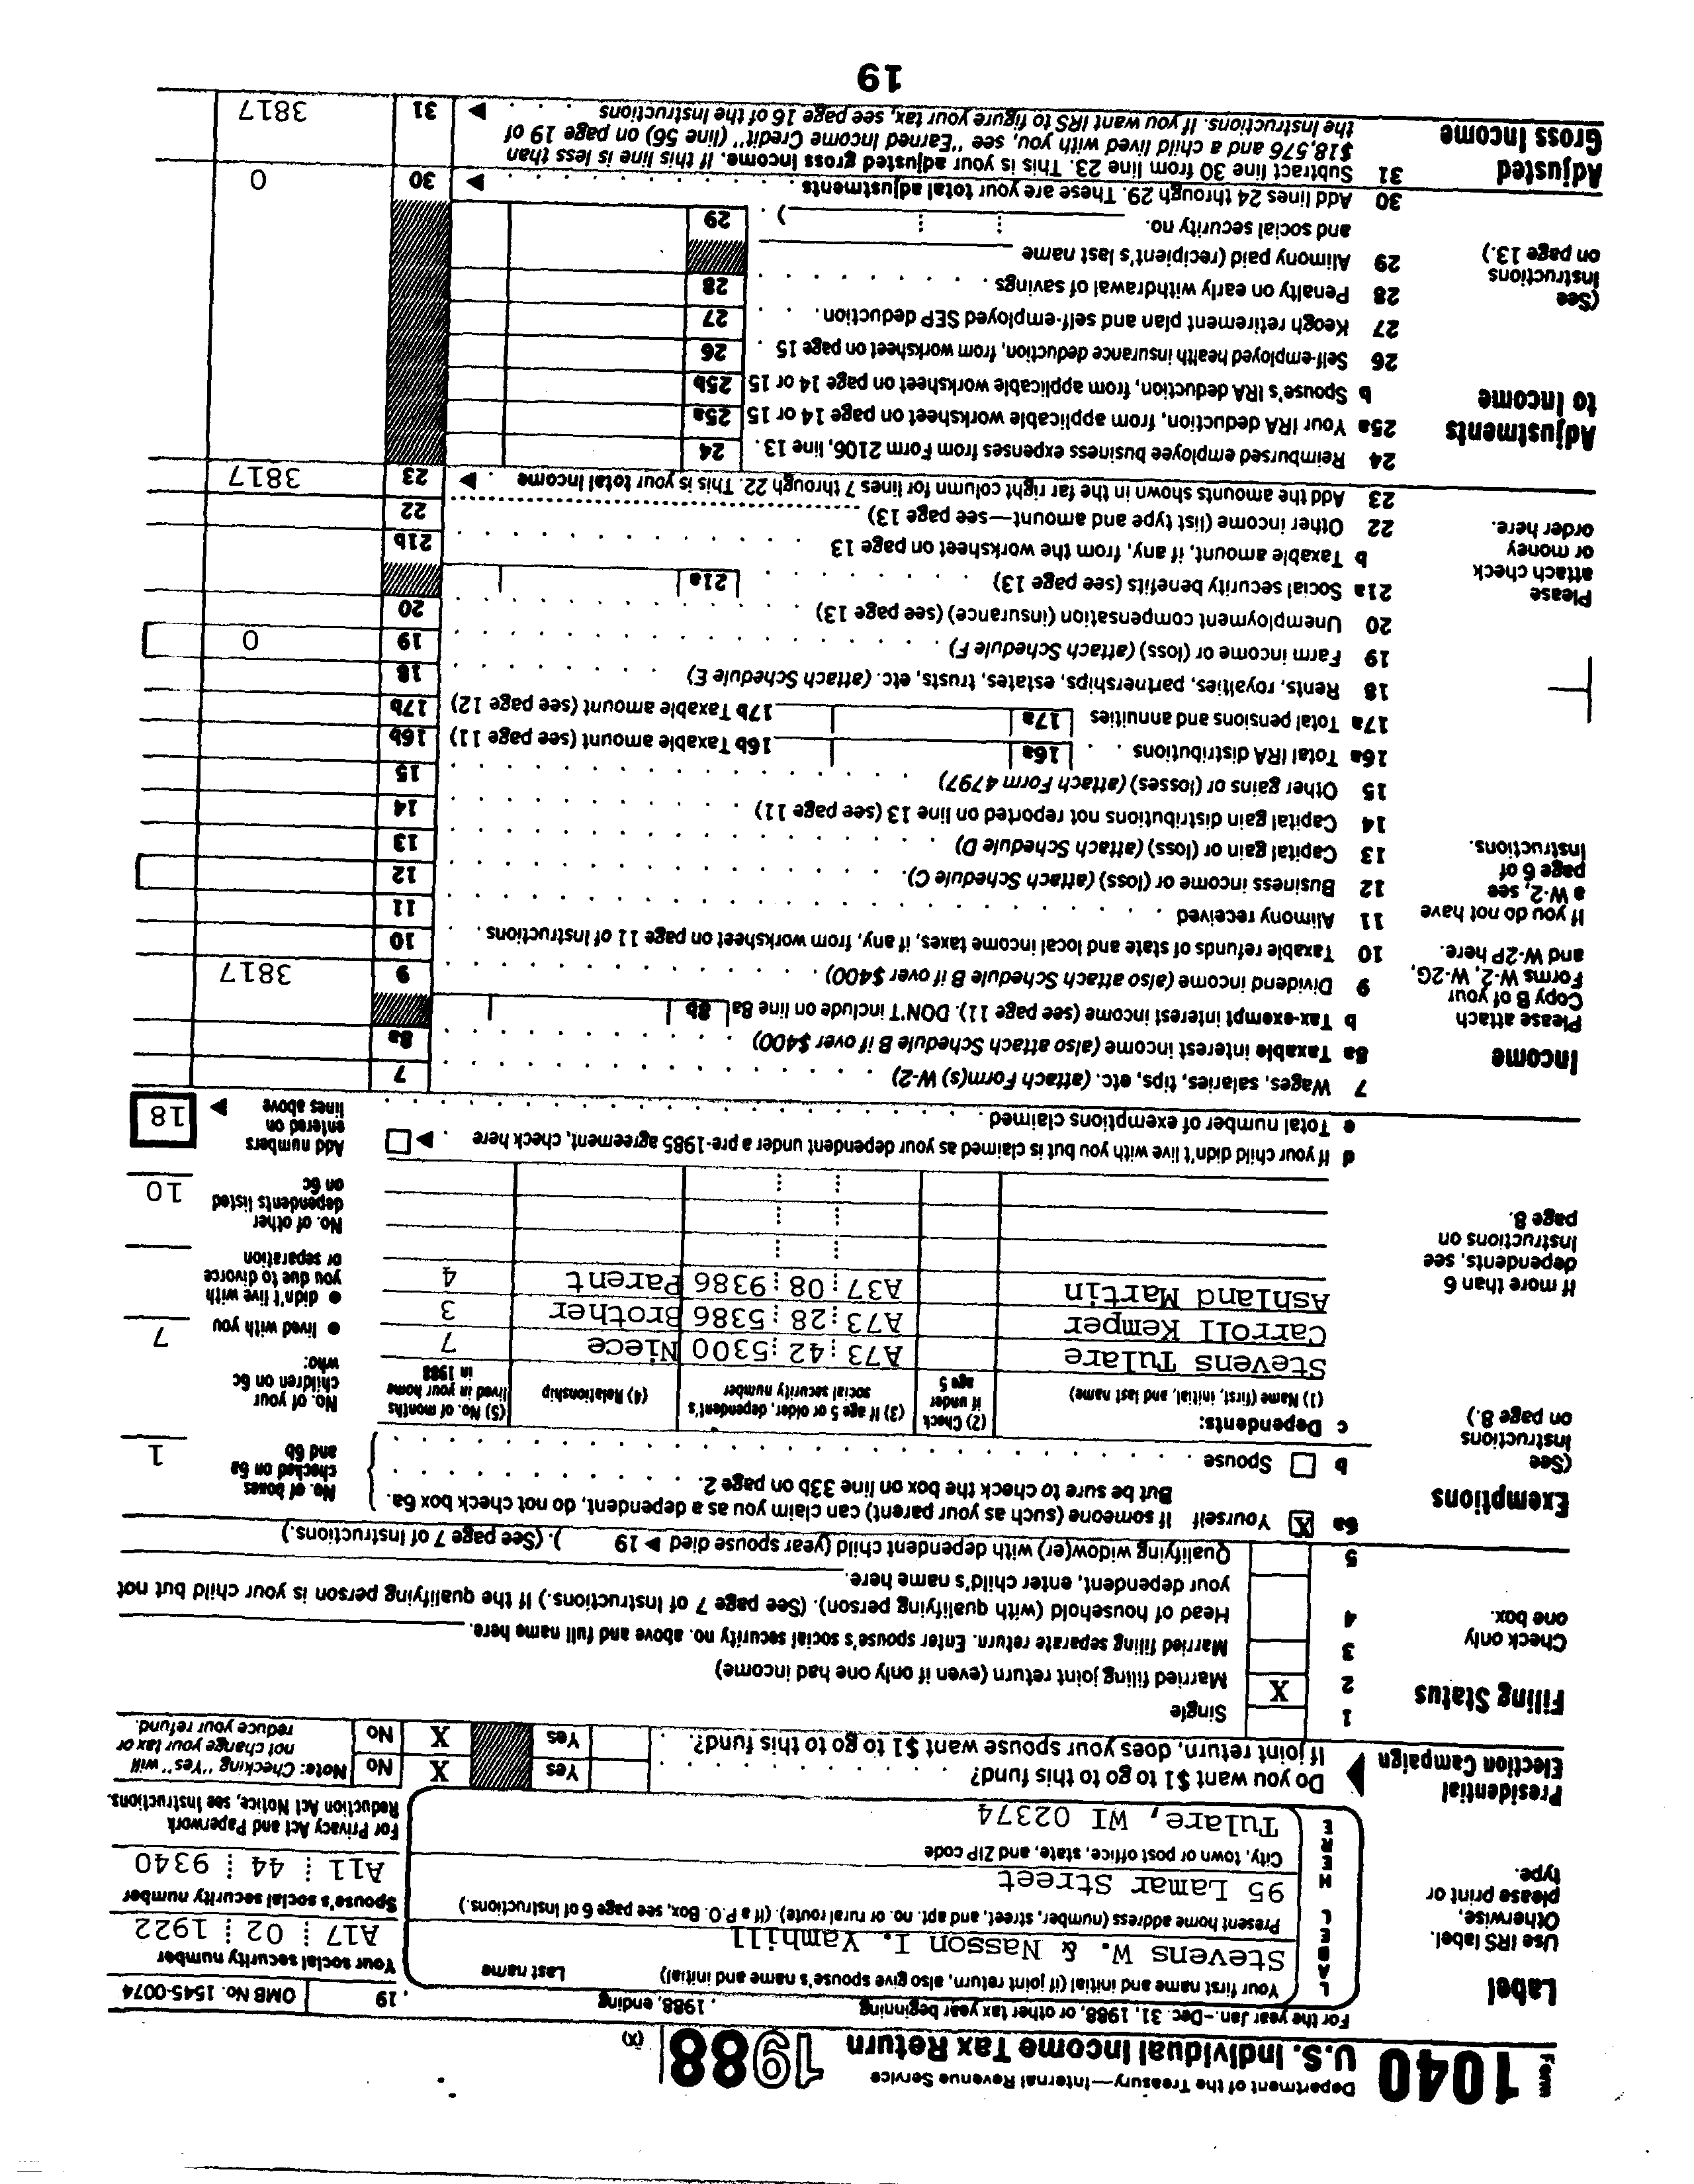 Form 1040
Department of the Treasury—Internal Revenue Service
U.S. Individual Income Tax Return 1988 (X)
For the year Jan.–Dec. 31, 1988, or other tax year beginning , 1988, ending , 19
OMB No. 1545-0074
Label
Use IRS label.
Otherwise,
please print or
type.
LABEL HERE
Your first name and initial (if joint return, also give spouse's name and initial) Last name
Stevens W. & Nasson I. Yamhill
Present home address (number, street, and apt. no. or rural route). (If a P.O. Box, see page 6 of Instructions.)
95 Lamar Street
City, town or post office, state, and ZIP code
Tulare, WI 02374
Your social security number
A17 02 1922
Spouse's social security number
A11 44 9340
For Privacy Act and Paperwork
Reduction Act Notice, see Instructions.
Presidential
Election Campaign
Do you want $1 to go to this fund? Yes X No
If joint return, does your spouse want $1 to go to this fund? Yes X No
Note: Checking "Yes" will
not change your tax or
reduce your refund.
Filing Status
Check only
one box.
1 Single
2 X Married filing joint return (even if only one had income)
3 Married filing separate return. Enter spouse's social security no. above and full name here.
4 Head of household (with qualifying person). (See page 7 of Instructions.) If the qualifying person is your child but not
your dependent, enter child's name here.
5 Qualifying widow(er) with dependent child (year spouse died ▶ 19 ). (See page 7 of Instructions.)
Exemptions
(See
Instructions
on page 8.)
6a X Yourself If someone (such as your parent) can claim you as a dependent, do not check box 6a.
But be sure to check the box on line 33b on page 2.
b Spouse
No. of boxes
checked on 6a
and 6b 1
c Dependents:
(1) Name (first, initial, and last name)
(2) Check
if under
age 5
(3) If age 5 or older, dependent's
social security number
(4) Relationship
(5) No. of months
lived in your home
in 1988
Stevens Tulare A73 42 5300 Niece 7
Carroll Kemper A73 28 5386 Brother 3
Ashland Martin A37 08 9386 Parent 4
If more than 6
dependents, see
Instructions on
page 8.
No. of your
children on 6c
who:
● lived with you 7
● didn't live with
you due to divorce
or separation
No. of other
dependents listed
on 6c 10
d If your child didn't live with you but is claimed as your dependent under a pre-1985 agreement, check here ▶
e Total number of exemptions claimed
Add numbers
entered on
lines above ▶ 18
Income
Please attach
Copy B of your
Forms W-2, W-2G,
and W-2P here.
If you do not have
a W-2, see
page 6 of
Instructions.
Please
attach check
or money
order here.
7 Wages, salaries, tips, etc. (attach Form(s) W-2) 7
8a Taxable interest income (also attach Schedule B if over $400) 8a
b Tax-exempt interest income (see page 11). DON'T include on line 8a 8b
9 Dividend income (also attach Schedule B if over $400) 9 3817
10 Taxable refunds of state and local income taxes, if any, from worksheet on page 11 of Instructions 10
11 Alimony received 11
12 Business income or (loss) (attach Schedule C) 12
13 Capital gain or (loss) (attach Schedule D) 13
14 Capital gain distributions not reported on line 13 (see page 11) 14
15 Other gains or (losses) (attach Form 4797) 15
16a Total IRA distributions 16a 16b Taxable amount (see page 11) 16b
17a Total pensions and annuities 17a 17b Taxable amount (see page 12) 17b
18 Rents, royalties, partnerships, estates, trusts, etc. (attach Schedule E) 18
19 Farm income or (loss) (attach Schedule F) 19 0
20 Unemployment compensation (insurance) (see page 13) 20
21a Social security benefits (see page 13) 21a
b Taxable amount, if any, from the worksheet on page 13 21b
22 Other income (list type and amount—see page 13) 22
23 Add the amounts shown in the far right column for lines 7 through 22. This is your total income ▶ 23 3817
Adjustments
to Income
(See
Instructions
on page 13.)
24 Reimbursed employee business expenses from Form 2106, line 13 24
25a Your IRA deduction, from applicable worksheet on page 14 or 15 25a
b Spouse's IRA deduction, from applicable worksheet on page 14 or 15 25b
26 Self-employed health insurance deduction, from worksheet on page 15 26
27 Keogh retirement plan and self-employed SEP deduction 27
28 Penalty on early withdrawal of savings 28
29 Alimony paid (recipient's last name
and social security no. ) 29
30 Add lines 24 through 29. These are your total adjustments ▶ 30 0
Adjusted
Gross Income
31 Subtract line 30 from line 23. This is your adjusted gross income. If this line is less than
$18,576 and a child lived with you, see "Earned Income Credit" (line 56) on page 19 of
the Instructions. If you want IRS to figure your tax, see page 16 of the Instructions ▶ 31 3817
19